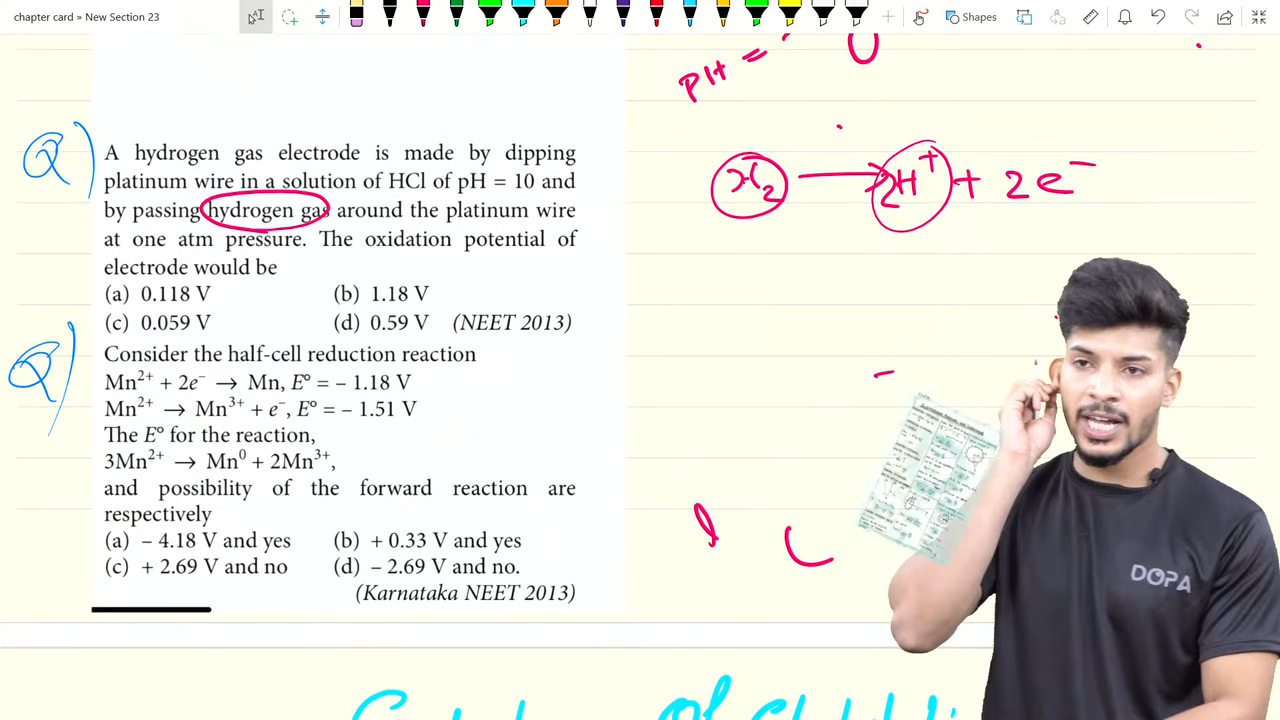 chapter card » New Section 23
Shapes
pH = ?
Q)
A hydrogen gas electrode is made by dipping
platinum wire in a solution of HCl of pH = 10 and
by passing hydrogen gas around the platinum wire
at one atm pressure. The oxidation potential of
electrode would be
(a) 0.118 V (b) 1.18 V
(c) 0.059 V (d) 0.59 V (NEET 2013)
H2 ⟶ 2H+ + 2e−
Q)
Consider the half-cell reduction reaction
Mn2+ + 2e− → Mn, E° = – 1.18 V
Mn2+ → Mn3+ + e−, E° = – 1.51 V
The E° for the reaction,
3Mn2+ → Mn0 + 2Mn3+,
and possibility of the forward reaction are
respectively
(a) – 4.18 V and yes (b) + 0.33 V and yes
(c) + 2.69 V and no (d) – 2.69 V and no.
(Karnataka NEET 2013)
DOPA
of